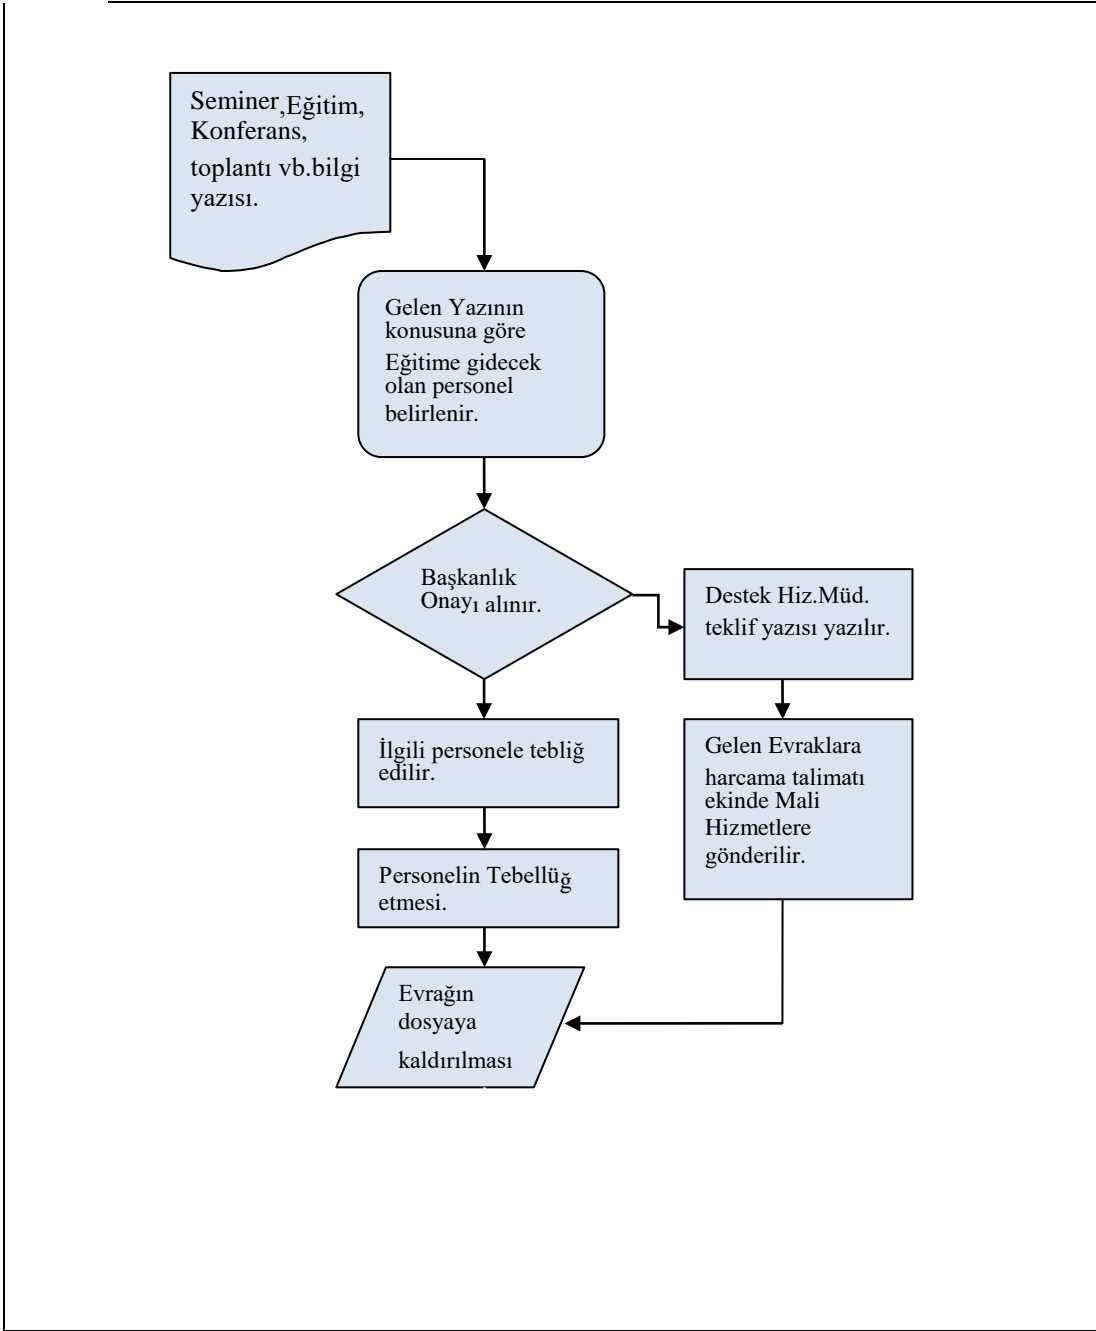 Seminer,Eğitim,
Konferans,
toplantı vb.bilgi
yazısı.
Gelen Yazının
konusuna göre
Eğitime gidecek
olan personel
belirlenir.
Başkanlık
Onayı alınır.
Destek Hiz.Müd.
teklif yazısı yazılır.
İlgili personele tebliğ
edilir.
Gelen Evraklara
harcama talimatı
ekinde Mali
Hizmetlere
gönderilir.
Personelin Tebellüğ
etmesi.
Evrağın
dosyaya
kaldırılması